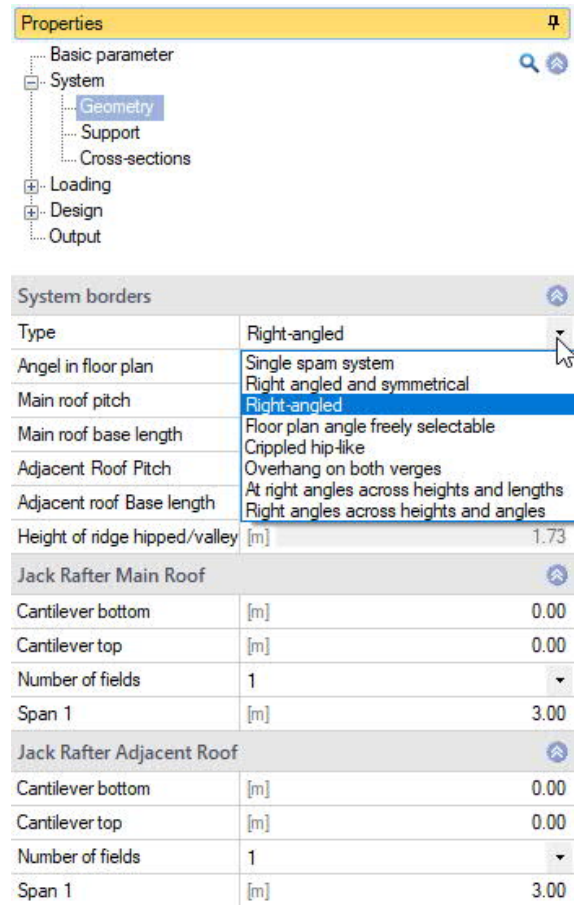 Properties
Basic parameter
System
Geometry
Support
Cross-sections
Loading
Design
Output
System borders
Type Right-angled
Angel in floor plan
Main roof pitch
Main roof base length
Adjacent Roof Pitch
Adjacent roof Base length
Single spam system
Right angled and symmetrical
Right-angled
Floor plan angle freely selectable
Crippled hip-like
Overhang on both verges
At right angles across heights and lengths
Right angles across heights and angles
Height of ridge hipped/valley [m] 1.73
Jack Rafter Main Roof
Cantilever bottom [m] 0.00
Cantilever top [m] 0.00
Number of fields 1
Span 1 [m] 3.00
Jack Rafter Adjacent Roof
Cantilever bottom [m] 0.00
Cantilever top [m] 0.00
Number of fields 1
Span 1 [m] 3.00